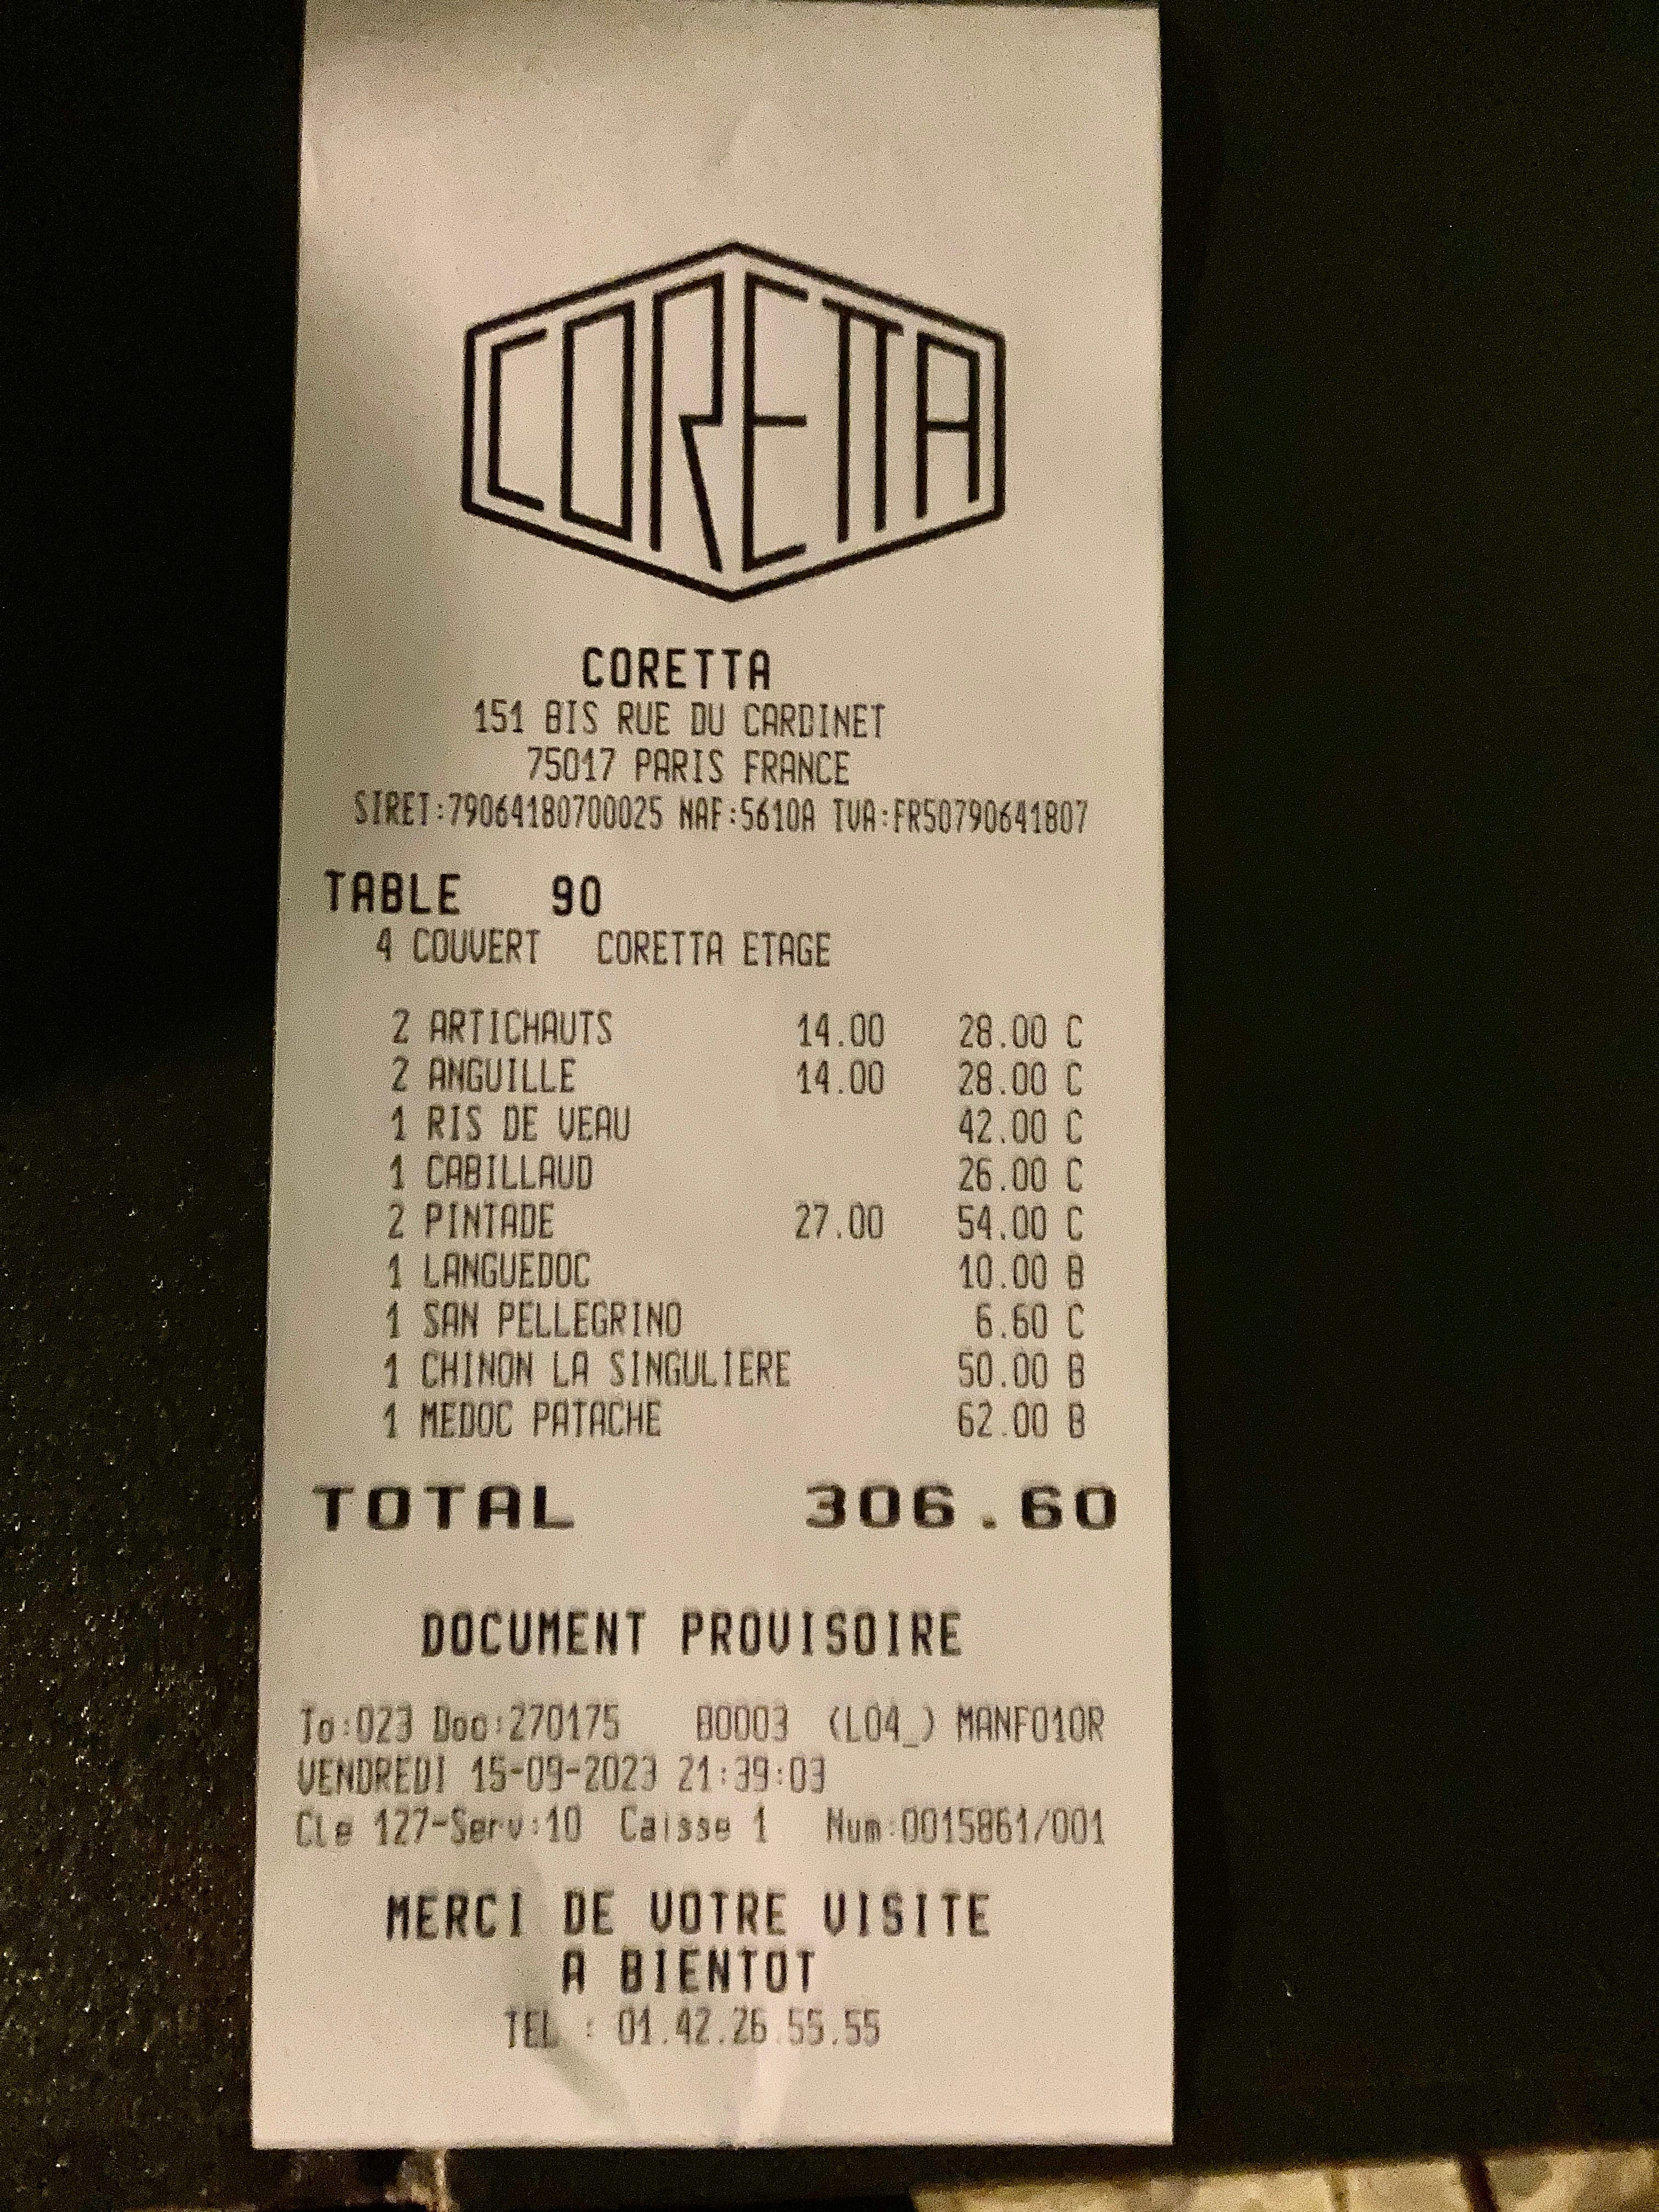 CORETTA
CORETTA
151 BIS RUE DU CARDINET
75017 PARIS FRANCE
SIRET:79064180700025 NAF:5610A TVA:FR50790641807
TABLE 90
4 COUVERT CORETTA ETAGE
2 ARTICHAUTS 14.00 28.00 C
2 ANGUILLE 14.00 28.00 C
1 RIS DE VEAU 42.00 C
1 CABILLAUD 26.00 C
2 PINTADE 27.00 54.00 C
1 LANGUEDOC 10.00 B
1 SAN PELLEGRINO 6.60 C
1 CHINON LA SINGULIERE 50.00 B
1 MEDOC PATACHE 62.00 B
TOTAL 306.60
DOCUMENT PROVISOIRE
To:023 Doc:270175 B0003 (L04_) MANF010R
VENDREDI 15-09-2023 21:39:03
Cle 127-Serv:10 Caisse 1 Num:0015861/001
MERCI DE VOTRE VISITE
A BIENTOT
TEL : 01.42.26.55.55